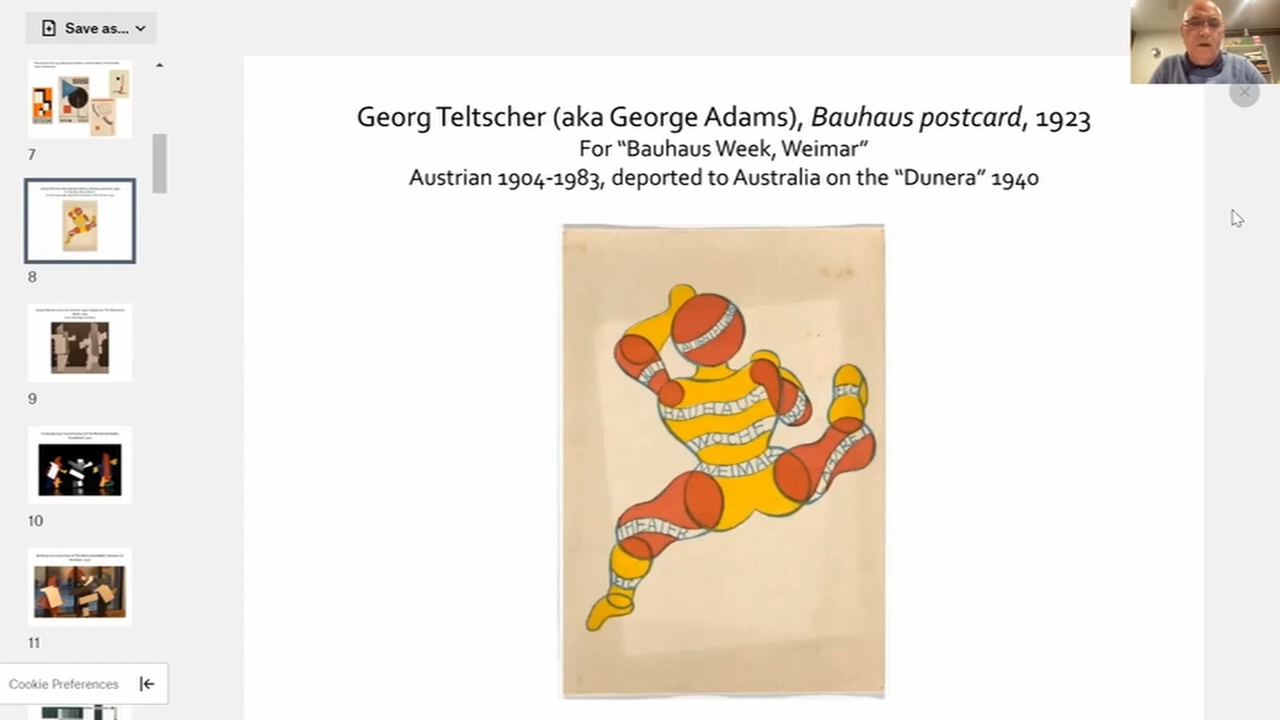 Save as...
7
8
9
10
11
Cookie Preferences
Georg Teltscher (aka George Adams), Bauhaus postcard, 1923
For “Bauhaus Week, Weimar”
Austrian 1904-1983, deported to Australia on the “Dunera” 1940
BAUHAUS
WOCHE
WEIMAR
THEATER